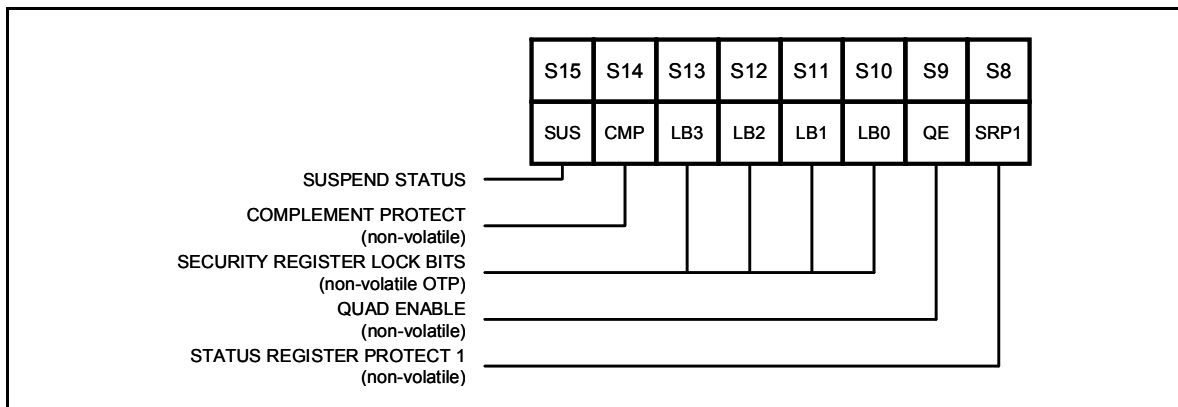 S15 S14 S13 S12 S11 S10 S9 S8
SUS CMP LB3 LB2 LB1 LB0 QE SRP1
SUSPEND STATUS
COMPLEMENT PROTECT
(non-volatile)
SECURITY REGISTER LOCK BITS
(non-volatile OTP)
QUAD ENABLE
(non-volatile)
STATUS REGISTER PROTECT 1
(non-volatile)